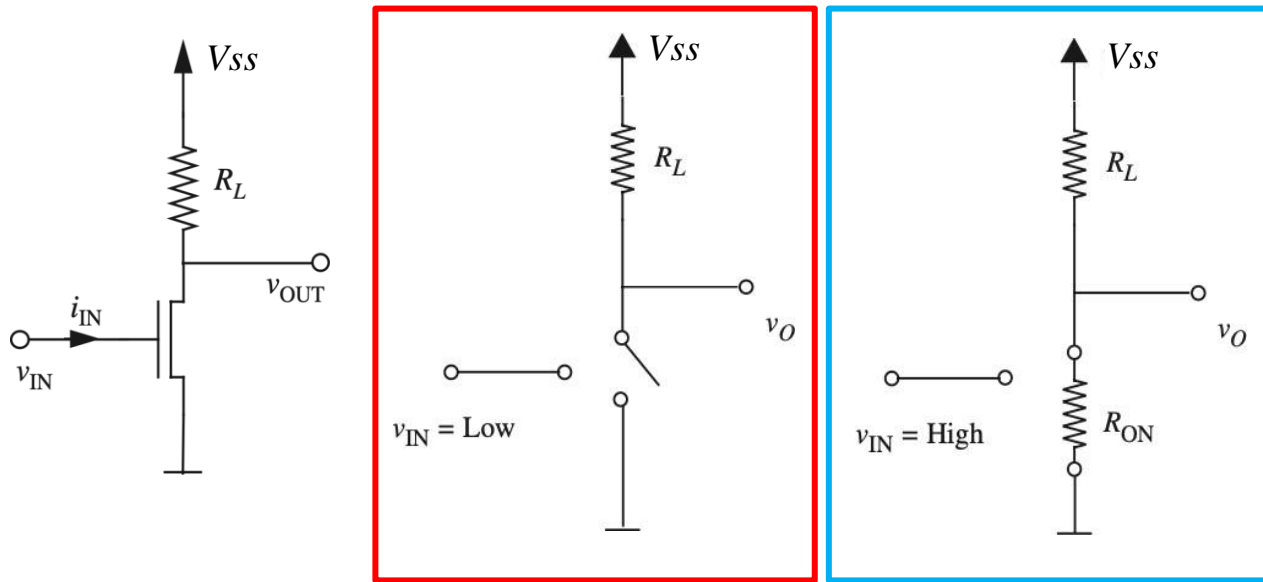 Vss
R_L
v_OUT
i_IN
v_IN
Vss
R_L
v_O
v_IN = Low
Vss
R_L
v_O
v_IN = High
R_ON